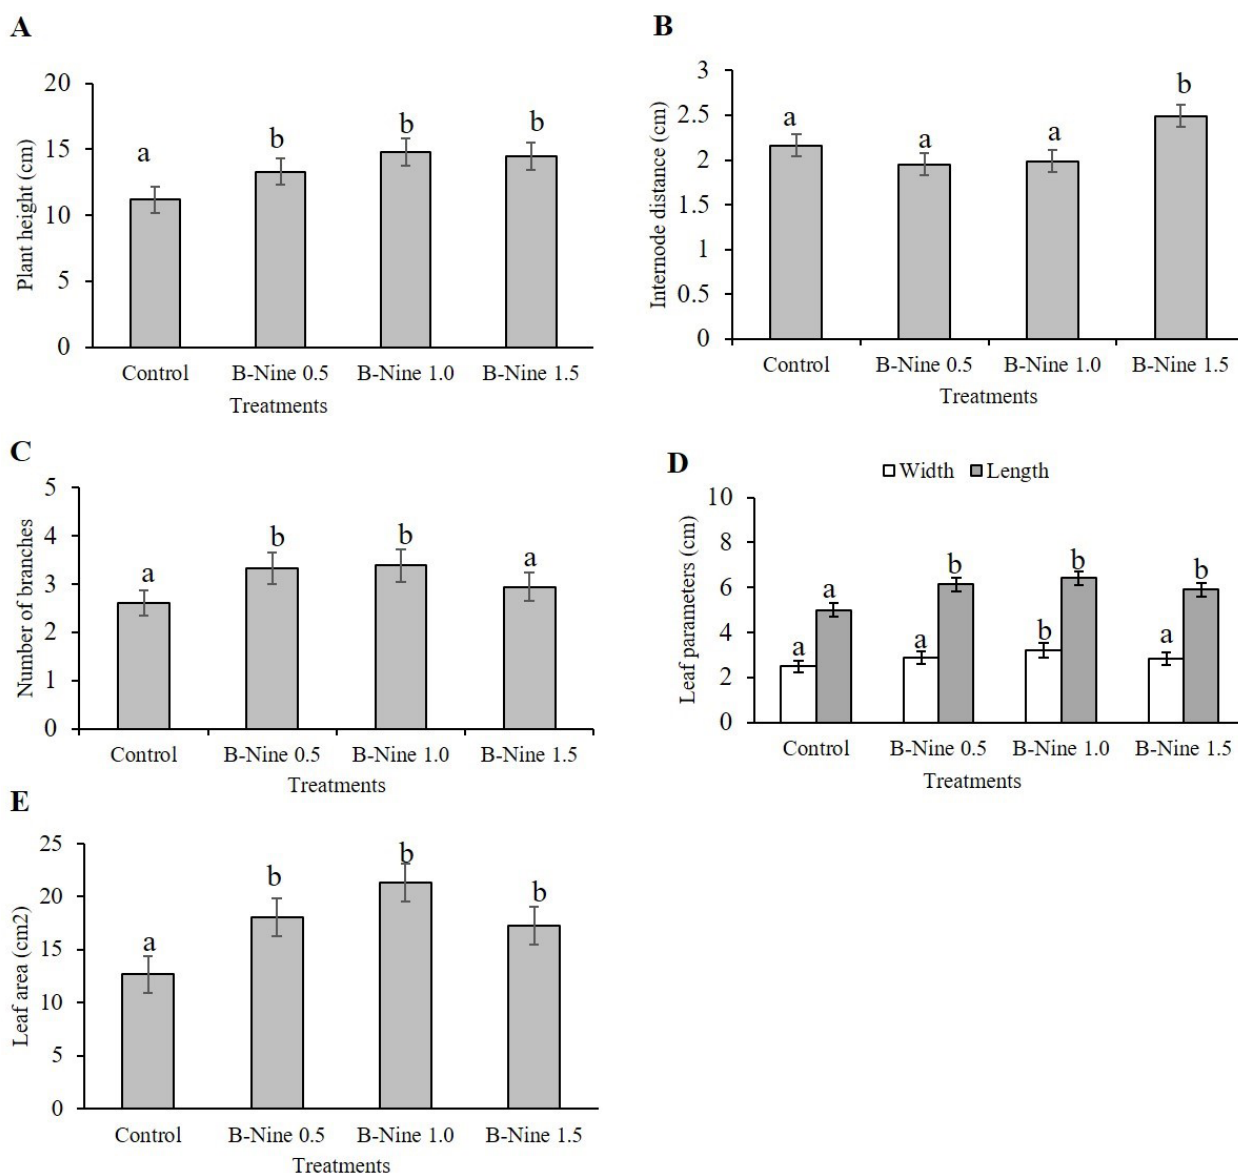 A
Plant height (cm)
20
15
10
5
0
a
b
b
b
Control
B-Nine 0.5
B-Nine 1.0
B-Nine 1.5
Treatments
B
Internode distance (cm)
3
2.5
2
1.5
1
0.5
0
a
a
a
b
Control
B-Nine 0.5
B-Nine 1.0
B-Nine 1.5
Treatments
C
Number of branches
5
4
3
2
1
0
a
b
b
a
Control
B-Nine 0.5
B-Nine 1.0
B-Nine 1.5
Treatments
D
Width
Length
Leaf parameters (cm)
10
8
6
4
2
0
a
a
a
b
b
b
a
b
Control
B-Nine 0.5
B-Nine 1.0
B-Nine 1.5
Treatments
E
Leaf area (cm2)
25
20
15
10
5
0
a
b
b
b
Control
B-Nine 0.5
B-Nine 1.0
B-Nine 1.5
Treatments